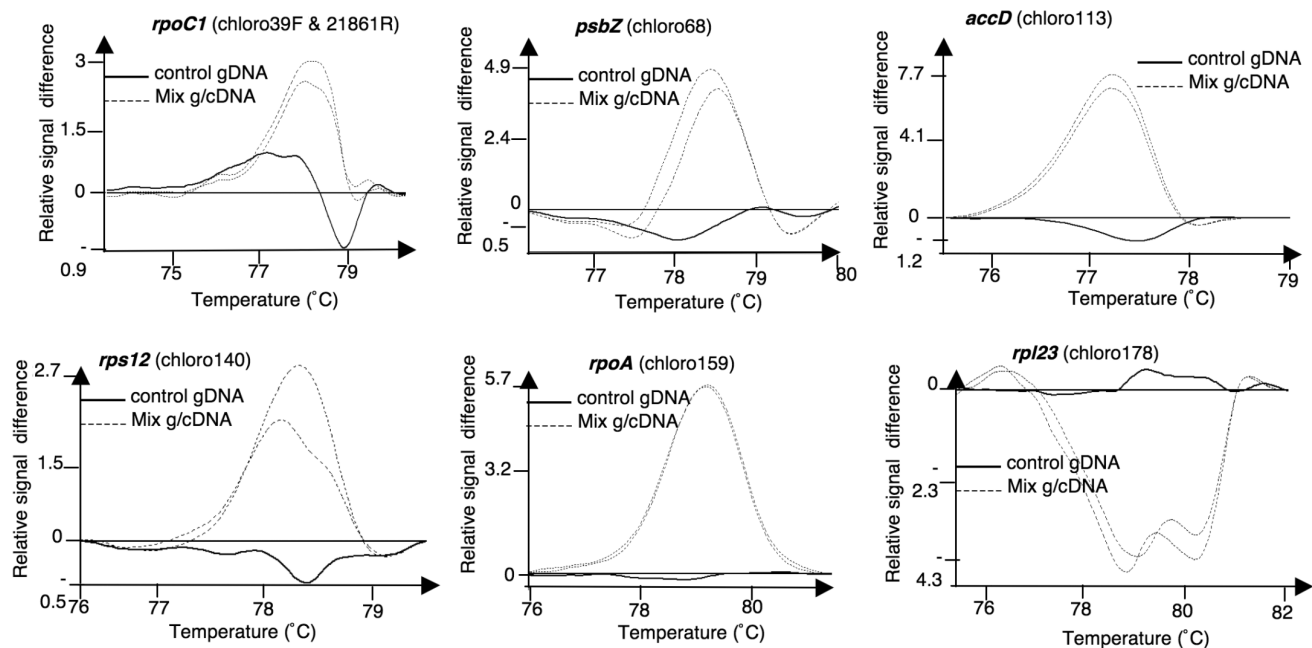 rpoC1 (chloro39F & 21861R)
Relative signal difference
3
1.5
0
-
0.9
control gDNA
Mix g/cDNA
75
77
79
Temperature (˚C)
psbZ (chloro68)
Relative signal difference
4.9
2.4
0
-
0.5
control gDNA
Mix g/cDNA
77
78
79
80
Temperature (˚C)
accD (chloro113)
Relative signal difference
7.7
4.1
0
-
1.2
control gDNA
Mix g/cDNA
76
77
78
79
Temperature (˚C)
rps12 (chloro140)
Relative signal difference
2.7
1.5
0
-
0.5
control gDNA
Mix g/cDNA
76
77
78
79
Temperature (˚C)
rpoA (chloro159)
Relative signal difference
5.7
3.2
0
control gDNA
Mix g/cDNA
76
78
80
Temperature (˚C)
rpl23 (chloro178)
Relative signal difference
0
-
2.3
-
4.3
control gDNA
Mix g/cDNA
76
78
80
82
Temperature (˚C)